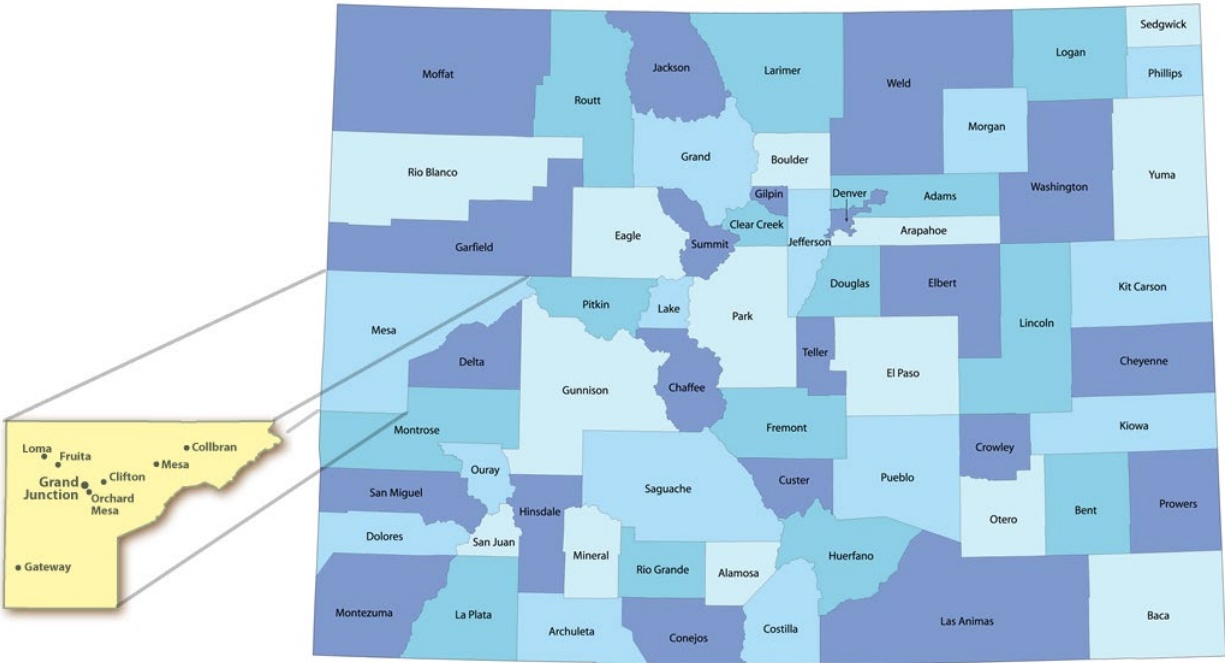 Sedgwick
Logan
Jackson
Larimer
Moffat
Phillips
Weld
Routt
Morgan
Grand
Boulder
Rio Blanco
Yuma
Washington
Gilpin
Denver
Adams
Clear Creek
Arapahoe
Eagle
Summit
Jefferson
Garfield
Douglas
Elbert
Kit Carson
Pitkin
Lake
Park
Lincoln
Mesa
Teller
Delta
Cheyenne
El Paso
Chaffee
Gunnison
Kiowa
Fremont
Montrose
Crowley
Ouray
Pueblo
Custer
Saguache
San Miguel
Prowers
Hinsdale
Bent
Otero
Dolores
San Juan
Mineral
Huerfano
Rio Grande
Alamosa
Montezuma
La Plata
Baca
Las Animas
Costilla
Archuleta
Conejos
Collbran
Loma
Fruita
Mesa
Clifton
Grand
Junction
Orchard
Mesa
Gateway